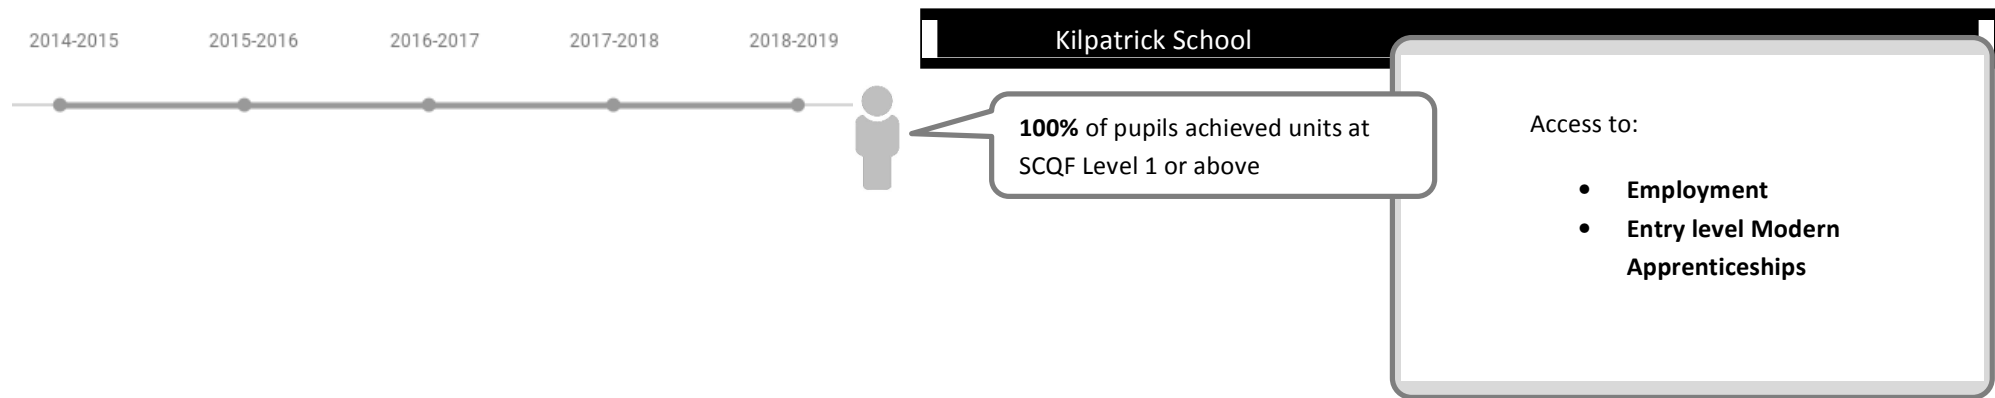 2014-2015 2015-2016 2016-2017 2017-2018 2018-2019
Kilpatrick School
100% of pupils achieved units at
SCQF Level 1 or above
Access to:
• Employment
• Entry level Modern
Apprenticeships